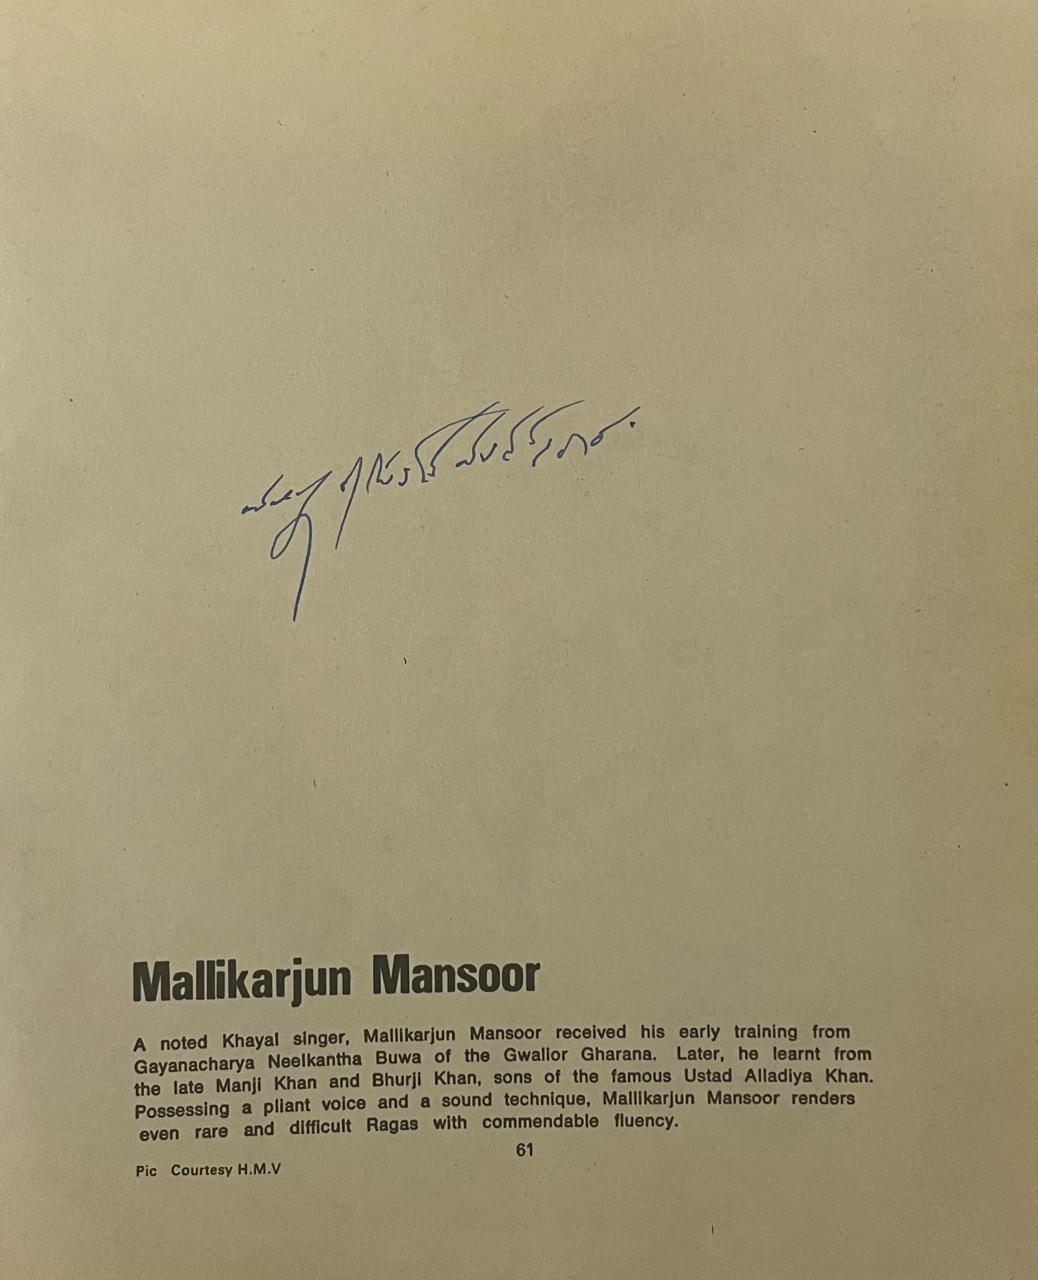 Mallikarjun Mansoor
A noted Khayal singer, Mallikarjun Mansoor received his early training from
Gayanacharya Neelkantha Buwa of the Gwalior Gharana. Later, he learnt from
the late Manji Khan and Bhurji Khan, sons of the famous Ustad Alladiya Khan.
Possessing a pliant voice and a sound technique, Mallikarjun Mansoor renders
even rare and difficult Ragas with commendable fluency.
61
Pic Courtesy H.M.V